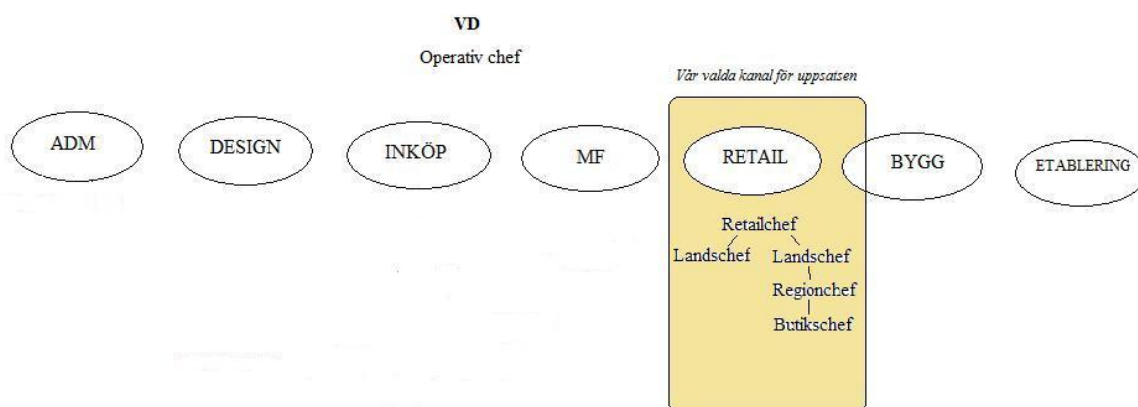 VD
Operativ chef
Vår valda kanal för uppsatsen
ADM
DESIGN
INKÖP
MF
RETAIL
BYGG
ETABLERING
Retailchef
Landschef
Landschef
Regionchef
Butikschef